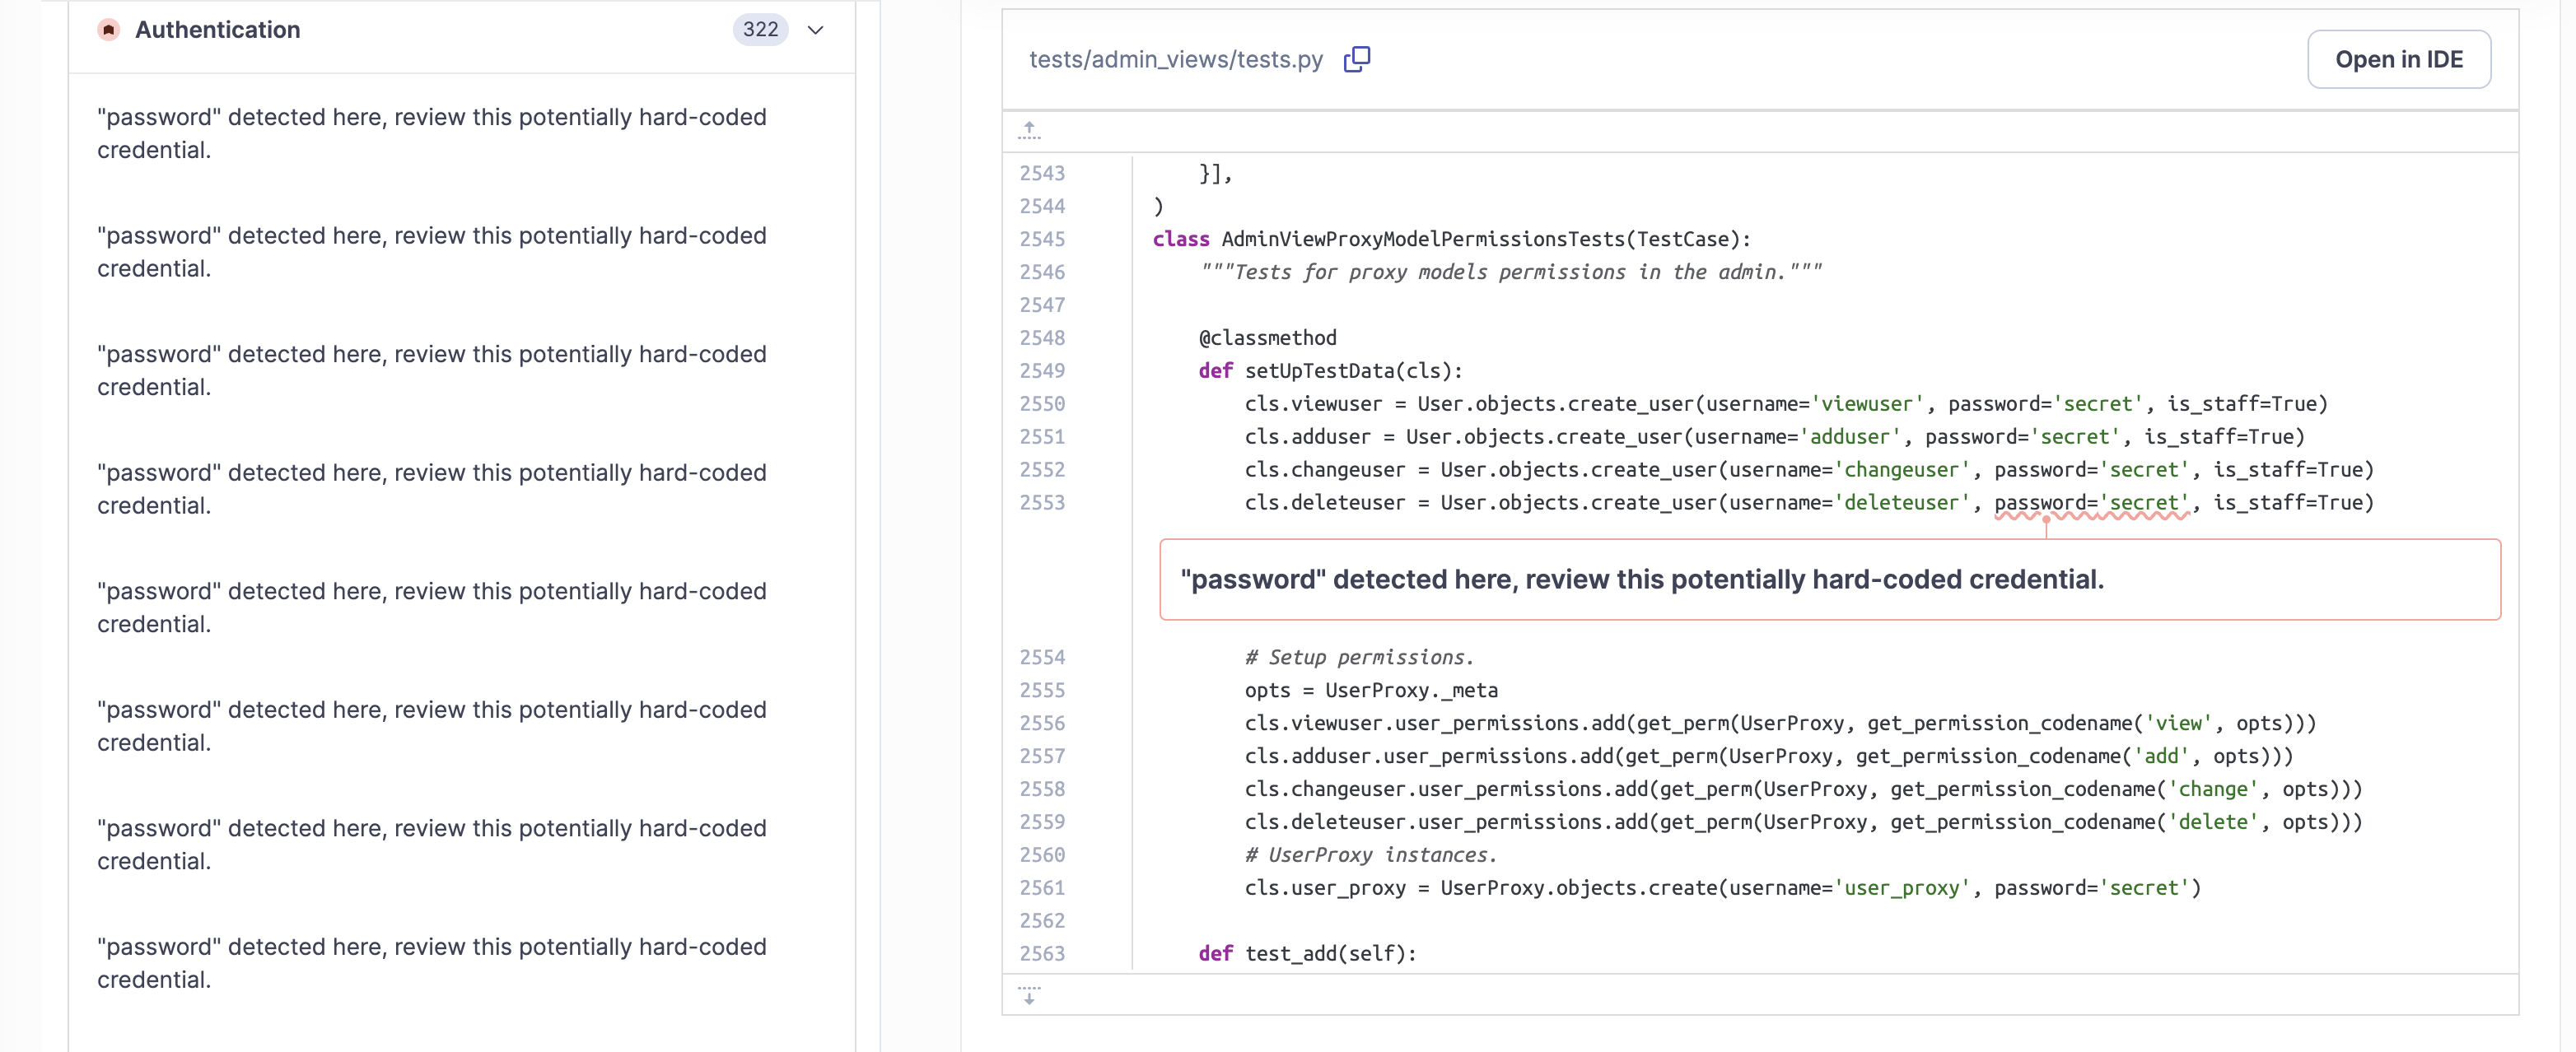 Authentication
322
"password" detected here, review this potentially hard-coded
credential.
"password" detected here, review this potentially hard-coded
credential.
"password" detected here, review this potentially hard-coded
credential.
"password" detected here, review this potentially hard-coded
credential.
"password" detected here, review this potentially hard-coded
credential.
"password" detected here, review this potentially hard-coded
credential.
"password" detected here, review this potentially hard-coded
credential.
"password" detected here, review this potentially hard-coded
credential.
tests/admin_views/tests.py
Open in IDE
2543     }],
2544 )
2545 class AdminViewProxyModelPermissionsTests(TestCase):
2546     """Tests for proxy models permissions in the admin."""
2547
2548     @classmethod
2549     def setUpTestData(cls):
2550         cls.viewuser = User.objects.create_user(username='viewuser', password='secret', is_staff=True)
2551         cls.adduser = User.objects.create_user(username='adduser', password='secret', is_staff=True)
2552         cls.changeuser = User.objects.create_user(username='changeuser', password='secret', is_staff=True)
2553         cls.deleteuser = User.objects.create_user(username='deleteuser', password='secret', is_staff=True)
"password" detected here, review this potentially hard-coded credential.
2554         # Setup permissions.
2555         opts = UserProxy._meta
2556         cls.viewuser.user_permissions.add(get_perm(UserProxy, get_permission_codename('view', opts)))
2557         cls.adduser.user_permissions.add(get_perm(UserProxy, get_permission_codename('add', opts)))
2558         cls.changeuser.user_permissions.add(get_perm(UserProxy, get_permission_codename('change', opts)))
2559         cls.deleteuser.user_permissions.add(get_perm(UserProxy, get_permission_codename('delete', opts)))
2560         # UserProxy instances.
2561         cls.user_proxy = UserProxy.objects.create(username='user_proxy', password='secret')
2562
2563     def test_add(self):